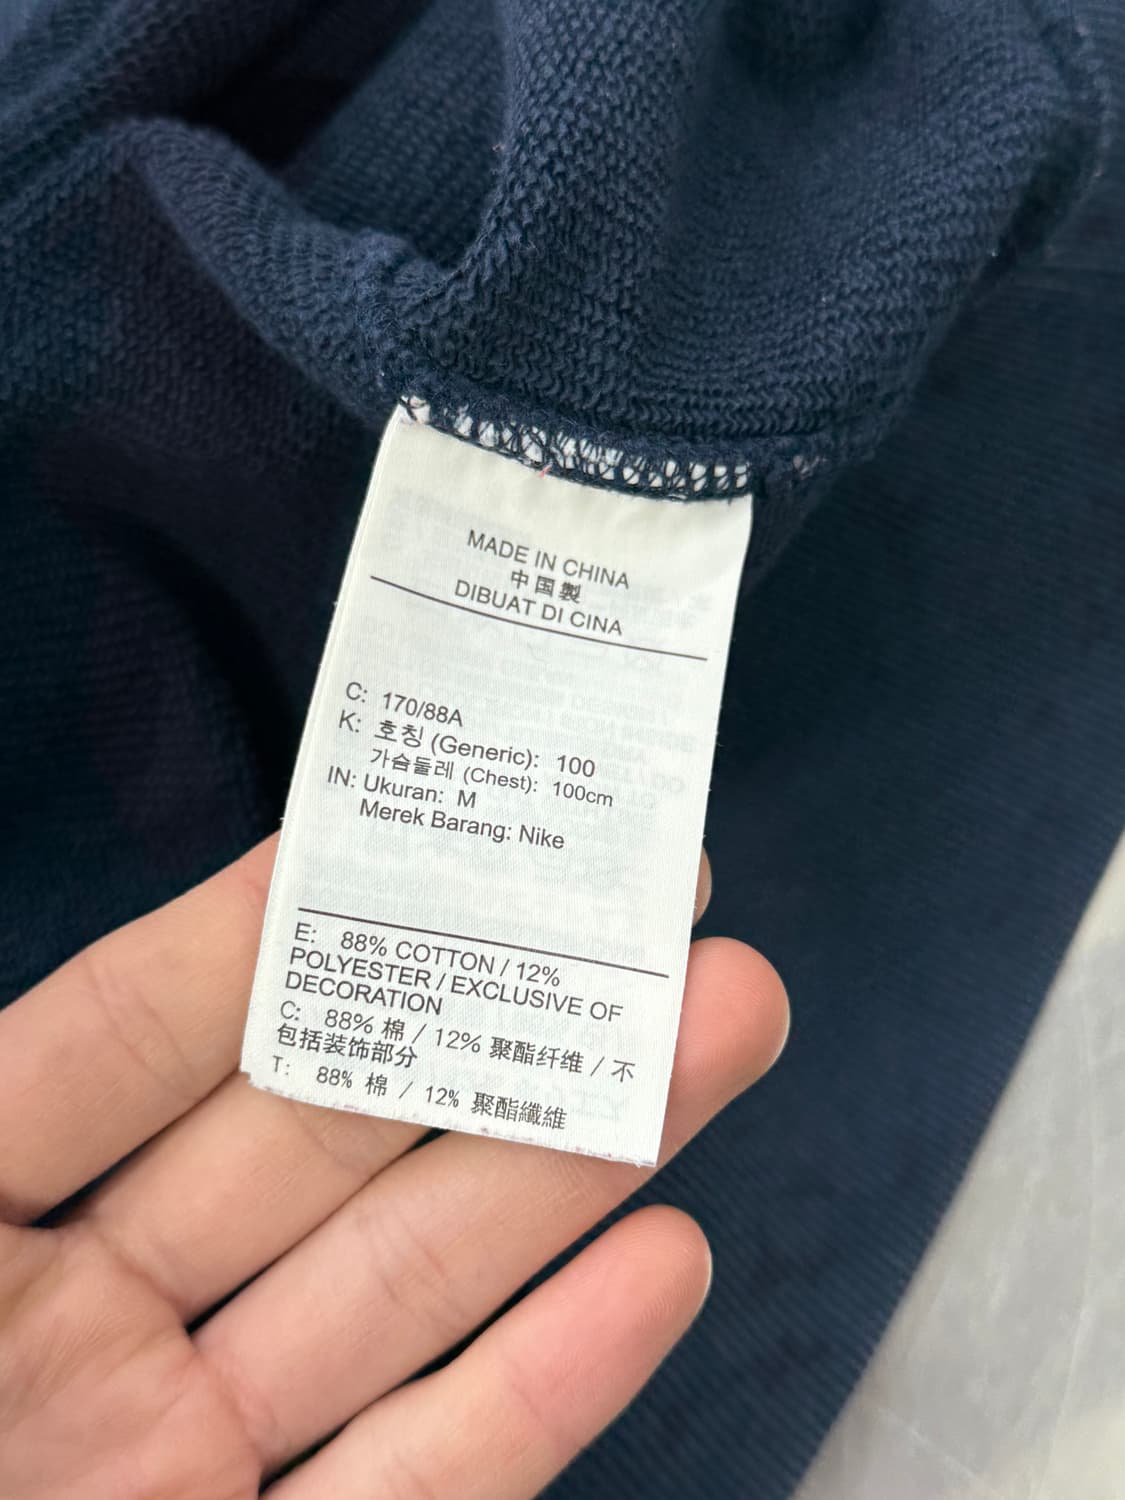 MADE IN CHINA
中国製
DIBUAT DI CINA
C: 170/88A
K: 호칭 (Generic): 100
가슴둘레 (Chest): 100cm
IN: Ukuran: M
Merek Barang: Nike
E: 88% COTTON / 12%
POLYESTER / EXCLUSIVE OF
DECORATION
C: 88% 棉 / 12% 聚酯纤维 / 不
包括装饰部分
T: 88% 棉 / 12% 聚酯纖維